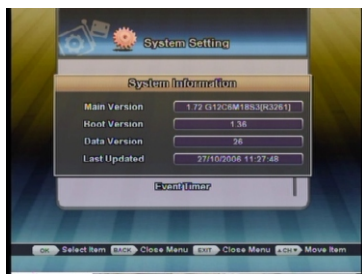 System Setting
System Information
Main Version 1.72 G12C6M18S3[R3261]
Boot Version 1.36
Data Version 26
Last Updated 27/10/2006 11:27:48
Event Timer
OK Select Item BACK Close Menu EXIT Close Menu ▲CH▼ Move Item